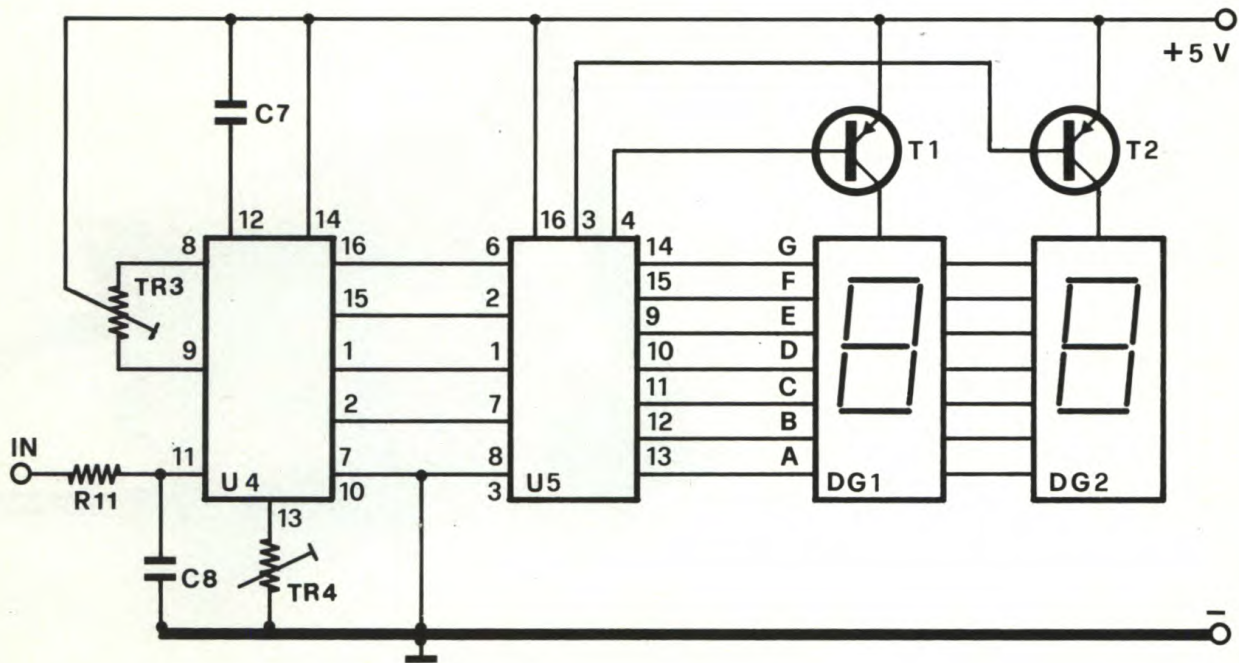 +5 V
C7
T1
T2
12 14
16 3 4
8 16 6 14 G
TR3
15 2 15 F
9 E
9 1 1 10 D
11 C
2 7 12 B
IN
11 7 8 13 A
R11
U4 10 3 U5 DG1 DG2
13
C8
TR4
–